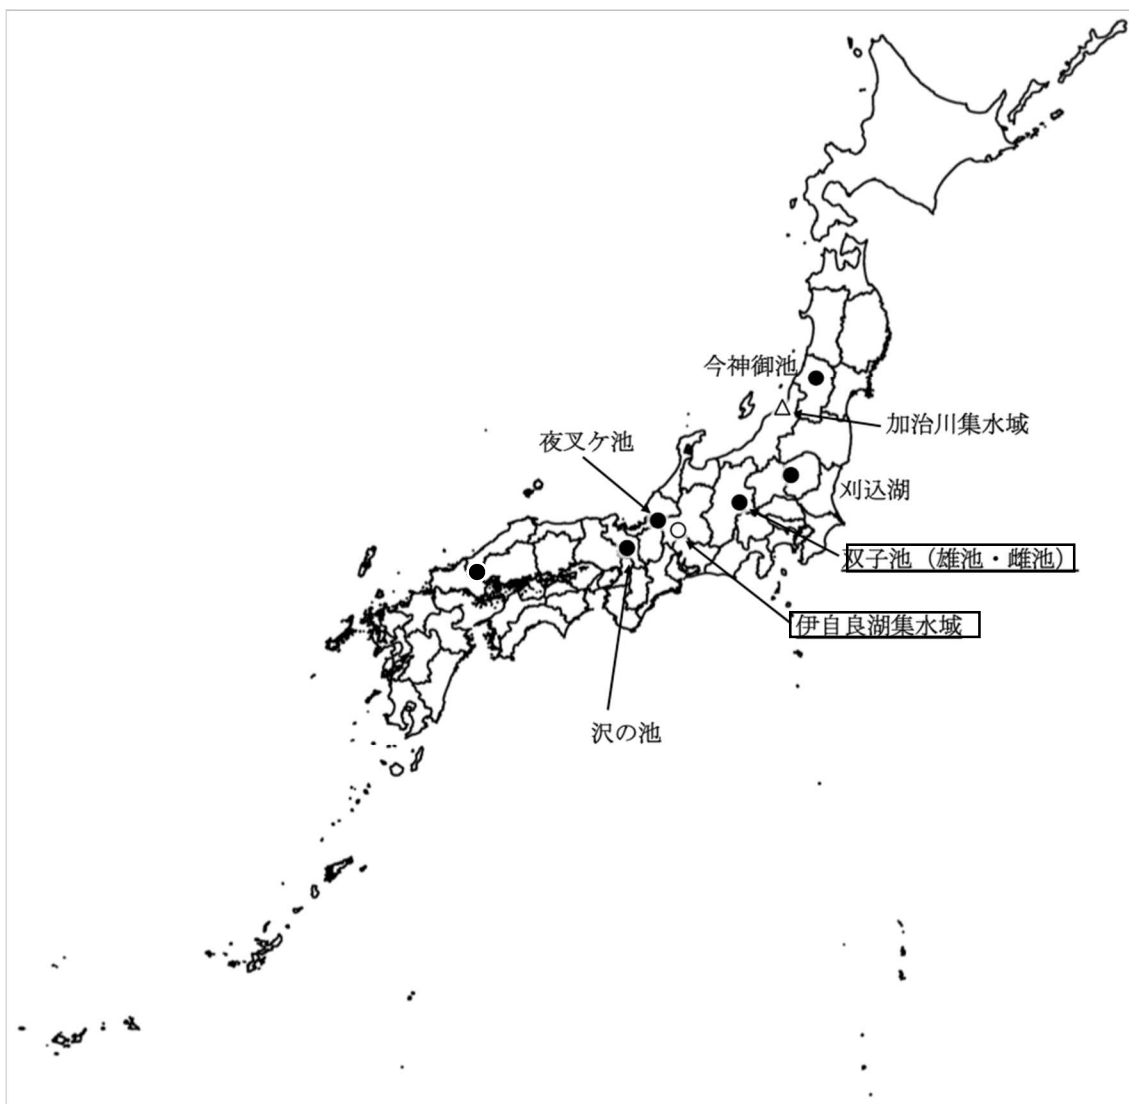 今神御池
加治川集水域
夜叉ケ池
刈込湖
双子池（雄池・雌池）
伊自良湖集水域
沢の池